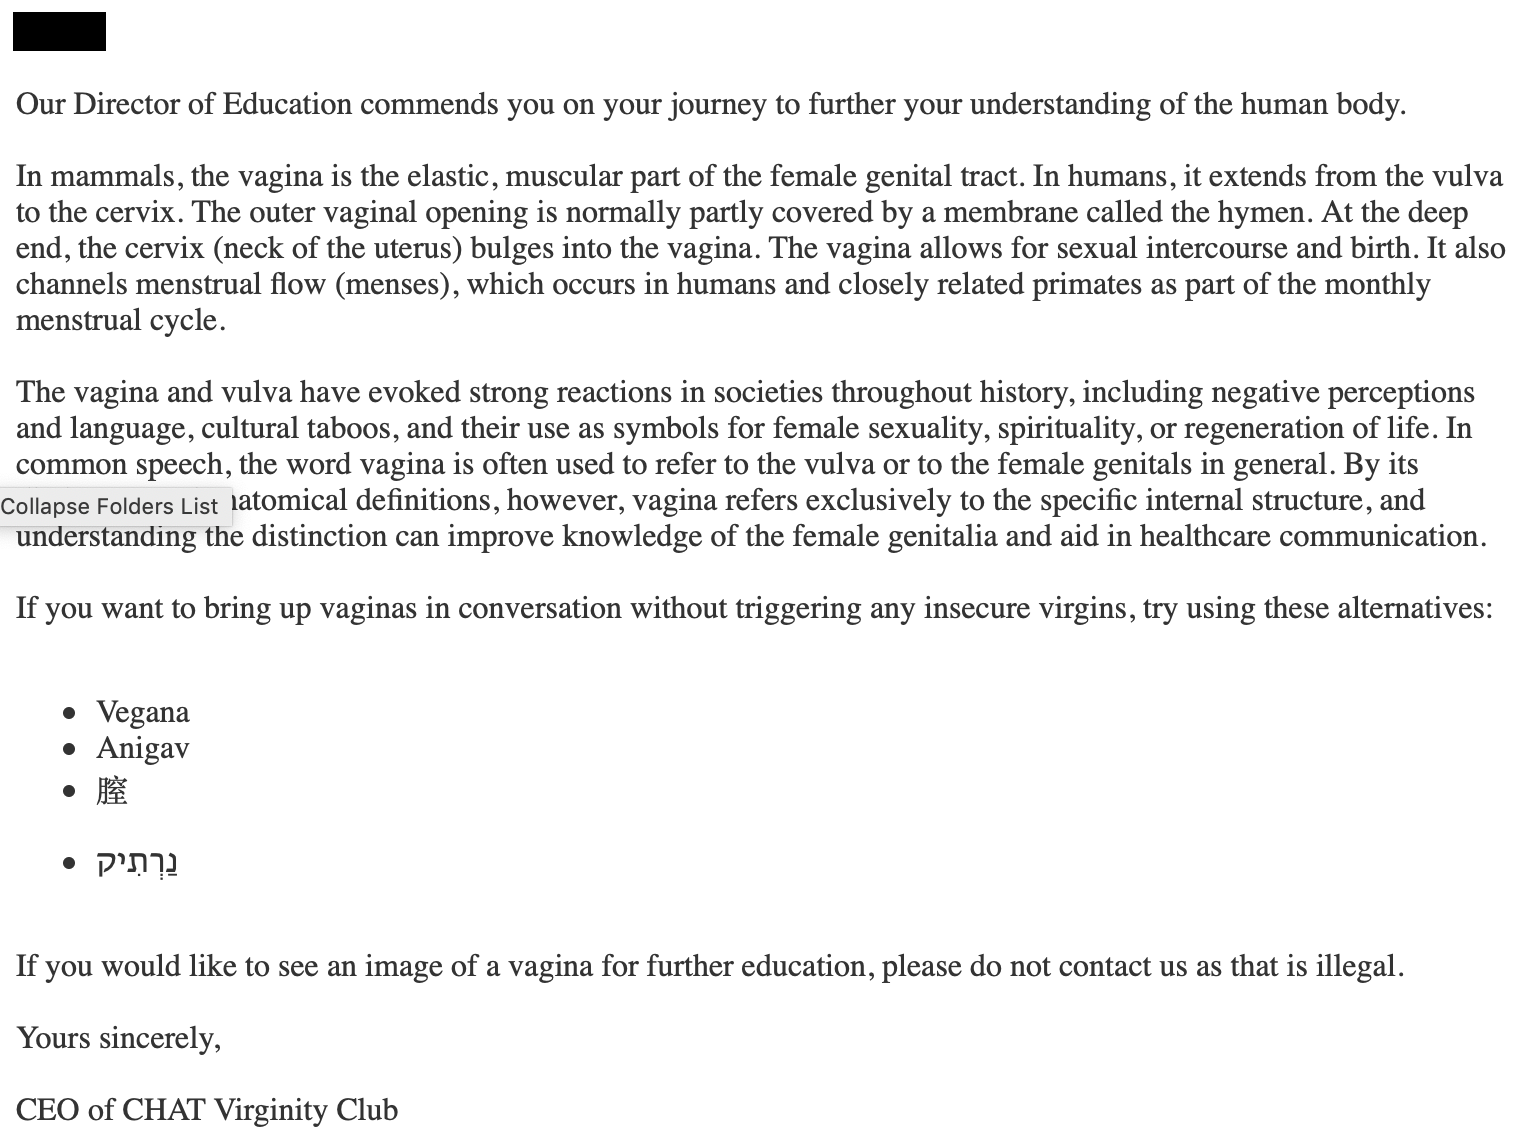 Our Director of Education commends you on your journey to further your understanding of the human body.
In mammals, the vagina is the elastic, muscular part of the female genital tract. In humans, it extends from the vulva
to the cervix. The outer vaginal opening is normally partly covered by a membrane called the hymen. At the deep
end, the cervix (neck of the uterus) bulges into the vagina. The vagina allows for sexual intercourse and birth. It also
channels menstrual flow (menses), which occurs in humans and closely related primates as part of the monthly
menstrual cycle.
The vagina and vulva have evoked strong reactions in societies throughout history, including negative perceptions
and language, cultural taboos, and their use as symbols for female sexuality, spirituality, or regeneration of life. In
common speech, the word vagina is often used to refer to the vulva or to the female genitals in general. By its
Collapse Folders List natomical definitions, however, vagina refers exclusively to the specific internal structure, and
understanding the distinction can improve knowledge of the female genitalia and aid in healthcare communication.
If you want to bring up vaginas in conversation without triggering any insecure virgins, try using these alternatives:
• Vegana
• Anigav
• 膣
• נַרְתִיק
If you would like to see an image of a vagina for further education, please do not contact us as that is illegal.
Yours sincerely,
CEO of CHAT Virginity Club